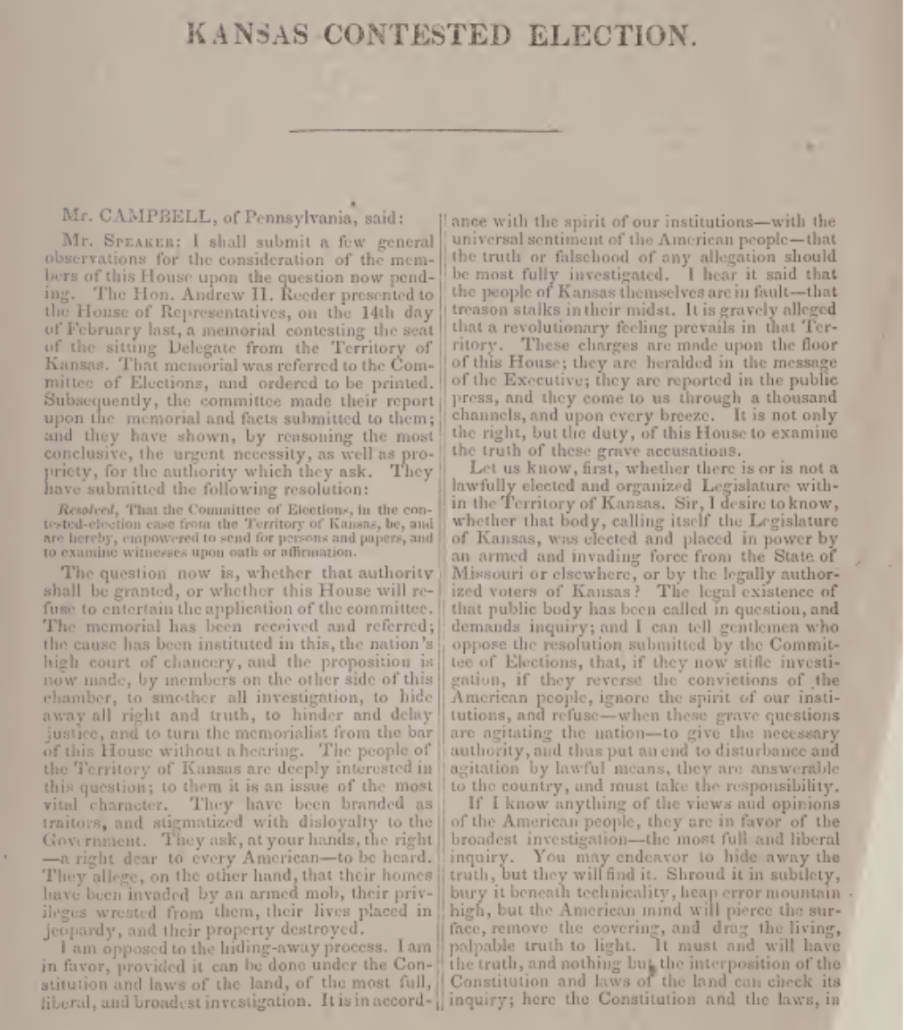 KANSAS CONTESTED ELECTION.
Mr. CAMPBELL, of Pennsylvania, said:
Mr. SPEAKER: I shall submit a few general
observations for the consideration of the mem-
bers of this House upon the question now pend-
ing. The Hon. Andrew H. Reeder presented to
the House of Representatives, on the 14th day
of February last, a memorial contesting the seat
of the sitting Delegate from the Territory of
Kansas. That memorial was referred to the Com-
mittee of Elections, and ordered to be printed.
Subsequently, the committee made their report
upon the memorial and facts submitted to them;
and they have shown, by reasoning the most
conclusive, the urgent necessity, as well as pro-
priety, for the authority which they ask. They
have submitted the following resolution:
Resolved, That the Committee of Elections, in the con-
tested-election case from the Territory of Kansas, be, and
are hereby, empowered to send for persons and papers, and
to examine witnesses upon oath or affirmation.
The question now is, whether that authority
shall be granted, or whether this House will re-
fuse to entertain the application of the committee.
The memorial has been received and referred;
the cause has been instituted in this, the nation's
high court of chancery, and the proposition is
now made, by members on the other side of this
chamber, to smother all investigation, to hide
away all right and truth, to hinder and delay
justice, and to turn the memorialist from the bar
of this House without a hearing. The people of
the Territory of Kansas are deeply interested in
this question; to them it is an issue of the most
vital character. They have been branded as
traitors, and stigmatized with disloyalty to the
Government. They ask, at your hands, the right
—a right dear to every American—to be heard.
They allege, on the other hand, that their homes
have been invaded by an armed mob, their priv-
ileges wrested from them, their lives placed in
jeopardy, and their property destroyed.
I am opposed to the hiding-away process. I am
in favor, provided it can be done under the Con-
stitution and laws of the land, of the most full,
liberal, and broadest investigation. It is in accord-
ance with the spirit of our institutions—with the
universal sentiment of the American people—that
the truth or falsehood of any allegation should
be most fully investigated. I hear it said that
the people of Kansas themselves are in fault—that
treason stalks in their midst. It is gravely alleged
that a revolutionary feeling prevails in that Ter-
ritory. These charges are made upon the floor
of this House; they are heralded in the message
of the Executive; they are reported in the public
press, and they come to us through a thousand
channels, and upon every breeze. It is not only
the right, but the duty, of this House to examine
the truth of these grave accusations.
Let us know, first, whether there is or is not a
lawfully elected and organized Legislature with-
in the Territory of Kansas. Sir, I desire to know,
whether that body, calling itself the Legislature
of Kansas, was elected and placed in power by
an armed and invading force from the State of
Missouri or elsewhere, or by the legally author-
ized voters of Kansas? The legal existence of
that public body has been called in question, and
demands inquiry; and I can tell gentlemen who
oppose the resolution submitted by the Commit-
tee of Elections, that, if they now stifle investi-
gation, if they reverse the convictions of the
American people, ignore the spirit of our insti-
tutions, and refuse—when these grave questions
are agitating the nation—to give the necessary
authority, and thus put an end to disturbance and
agitation by lawful means, they are answerable
to the country, and must take the responsibility.
If I know anything of the views and opinions
of the American people, they are in favor of the
broadest investigation—the most full and liberal
inquiry. You may endeavor to hide away the
truth, but they will find it. Shroud it in subtlety,
bury it beneath technicality, heap error mountain
high, but the American mind will pierce the sur-
face, remove the covering, and drag the living,
palpable truth to light. It must and will have
the truth, and nothing but the interposition of the
Constitution and laws of the land can check its
inquiry; here the Constitution and the laws, in